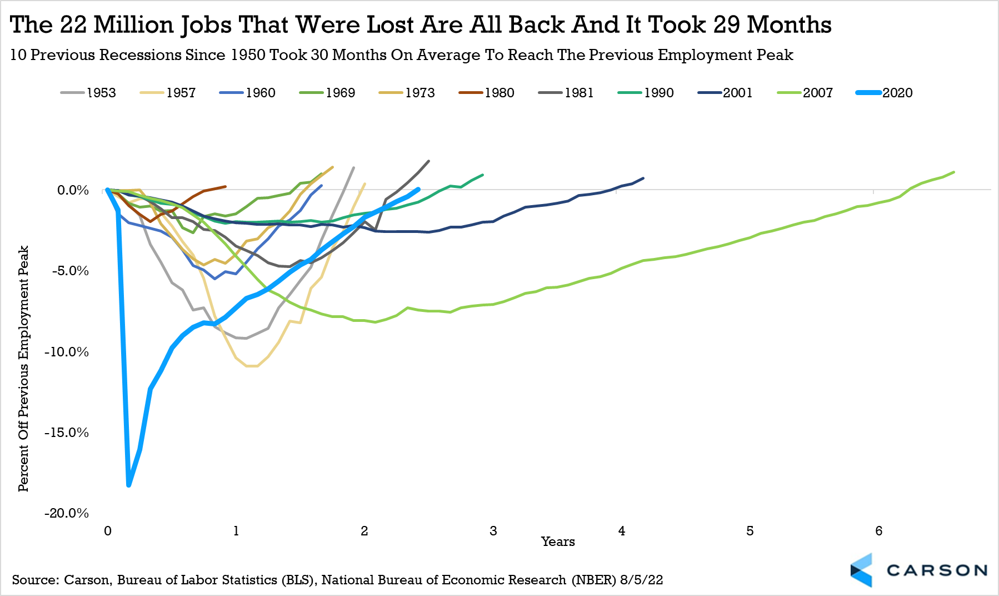 The 22 Million Jobs That Were Lost Are All Back And It Took 29 Months
10 Previous Recessions Since 1950 Took 30 Months On Average To Reach The Previous Employment Peak
1953 1957 1960 1969 1973 1980 1981 1990 2001 2007 2020
Percent Off Previous Employment Peak
0.0%
-5.0%
-10.0%
-15.0%
-20.0%
0 1 2 3 4 5 6
Years
Source: Carson, Bureau of Labor Statistics (BLS), National Bureau of Economic Research (NBER) 8/5/22
CARSON